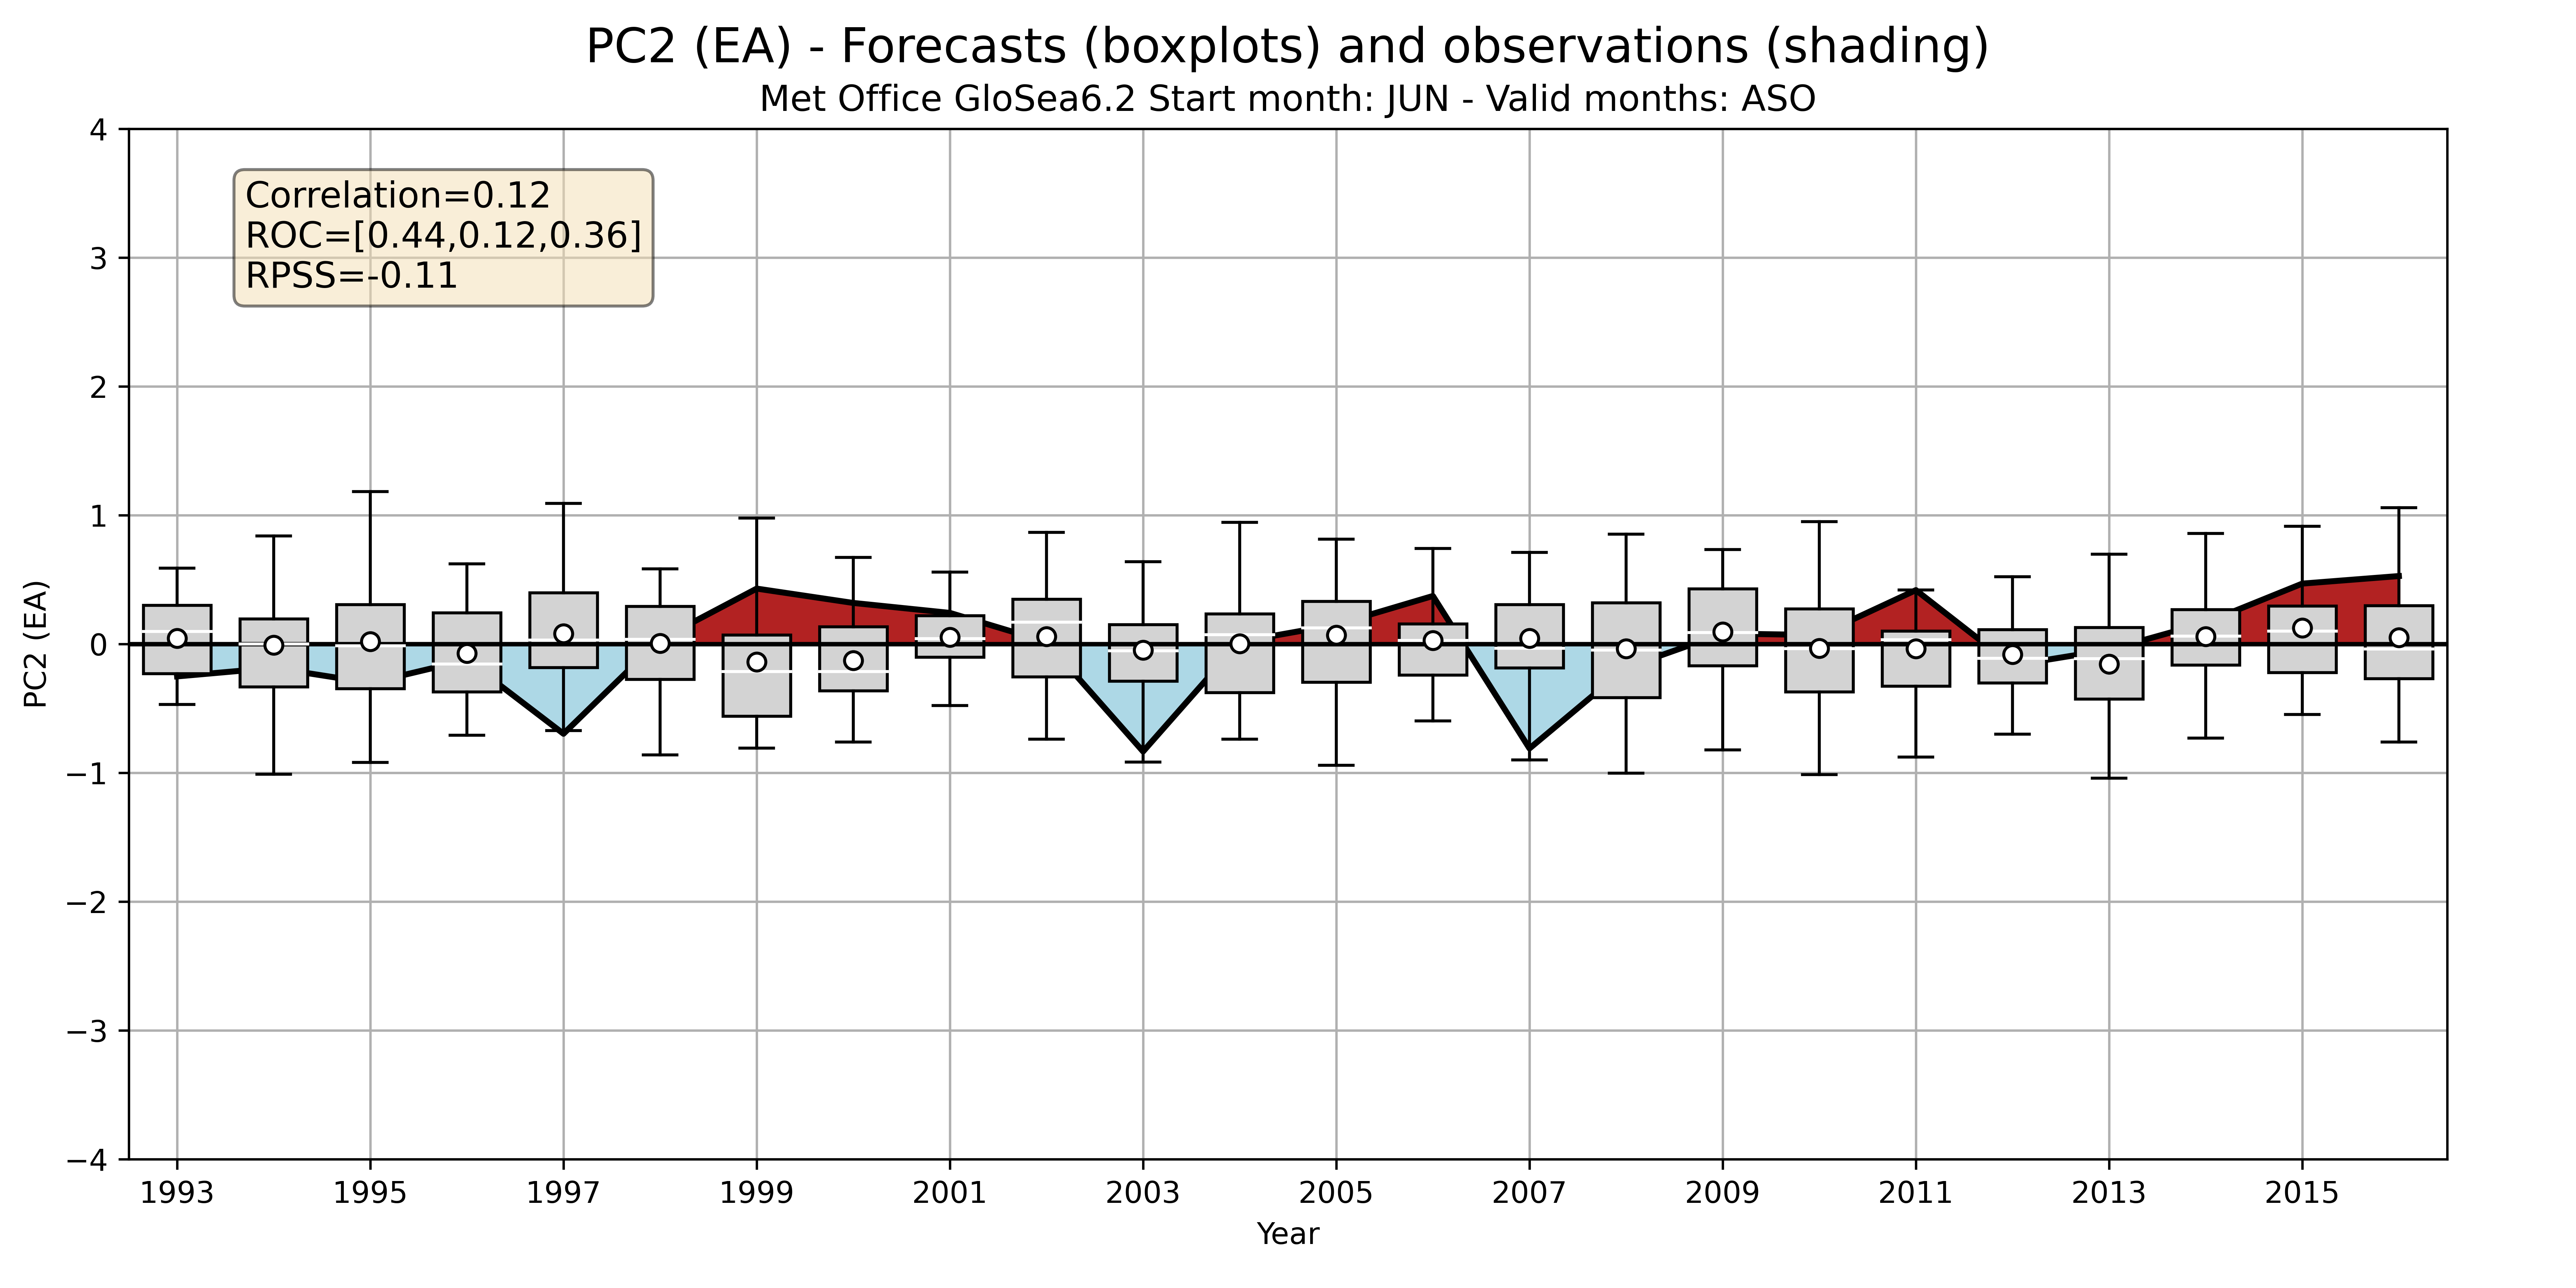 PC2 (EA) - Forecasts (boxplots) and observations (shading)
Met Office GloSea6.2 Start month: JUN - Valid months: ASO
Correlation=0.12
ROC=[0.44,0.12,0.36]
RPSS=-0.11
PC2 (EA)
4
3
2
1
0
−1
−2
−3
−4
1993 1995 1997 1999 2001 2003 2005 2007 2009 2011 2013 2015
Year